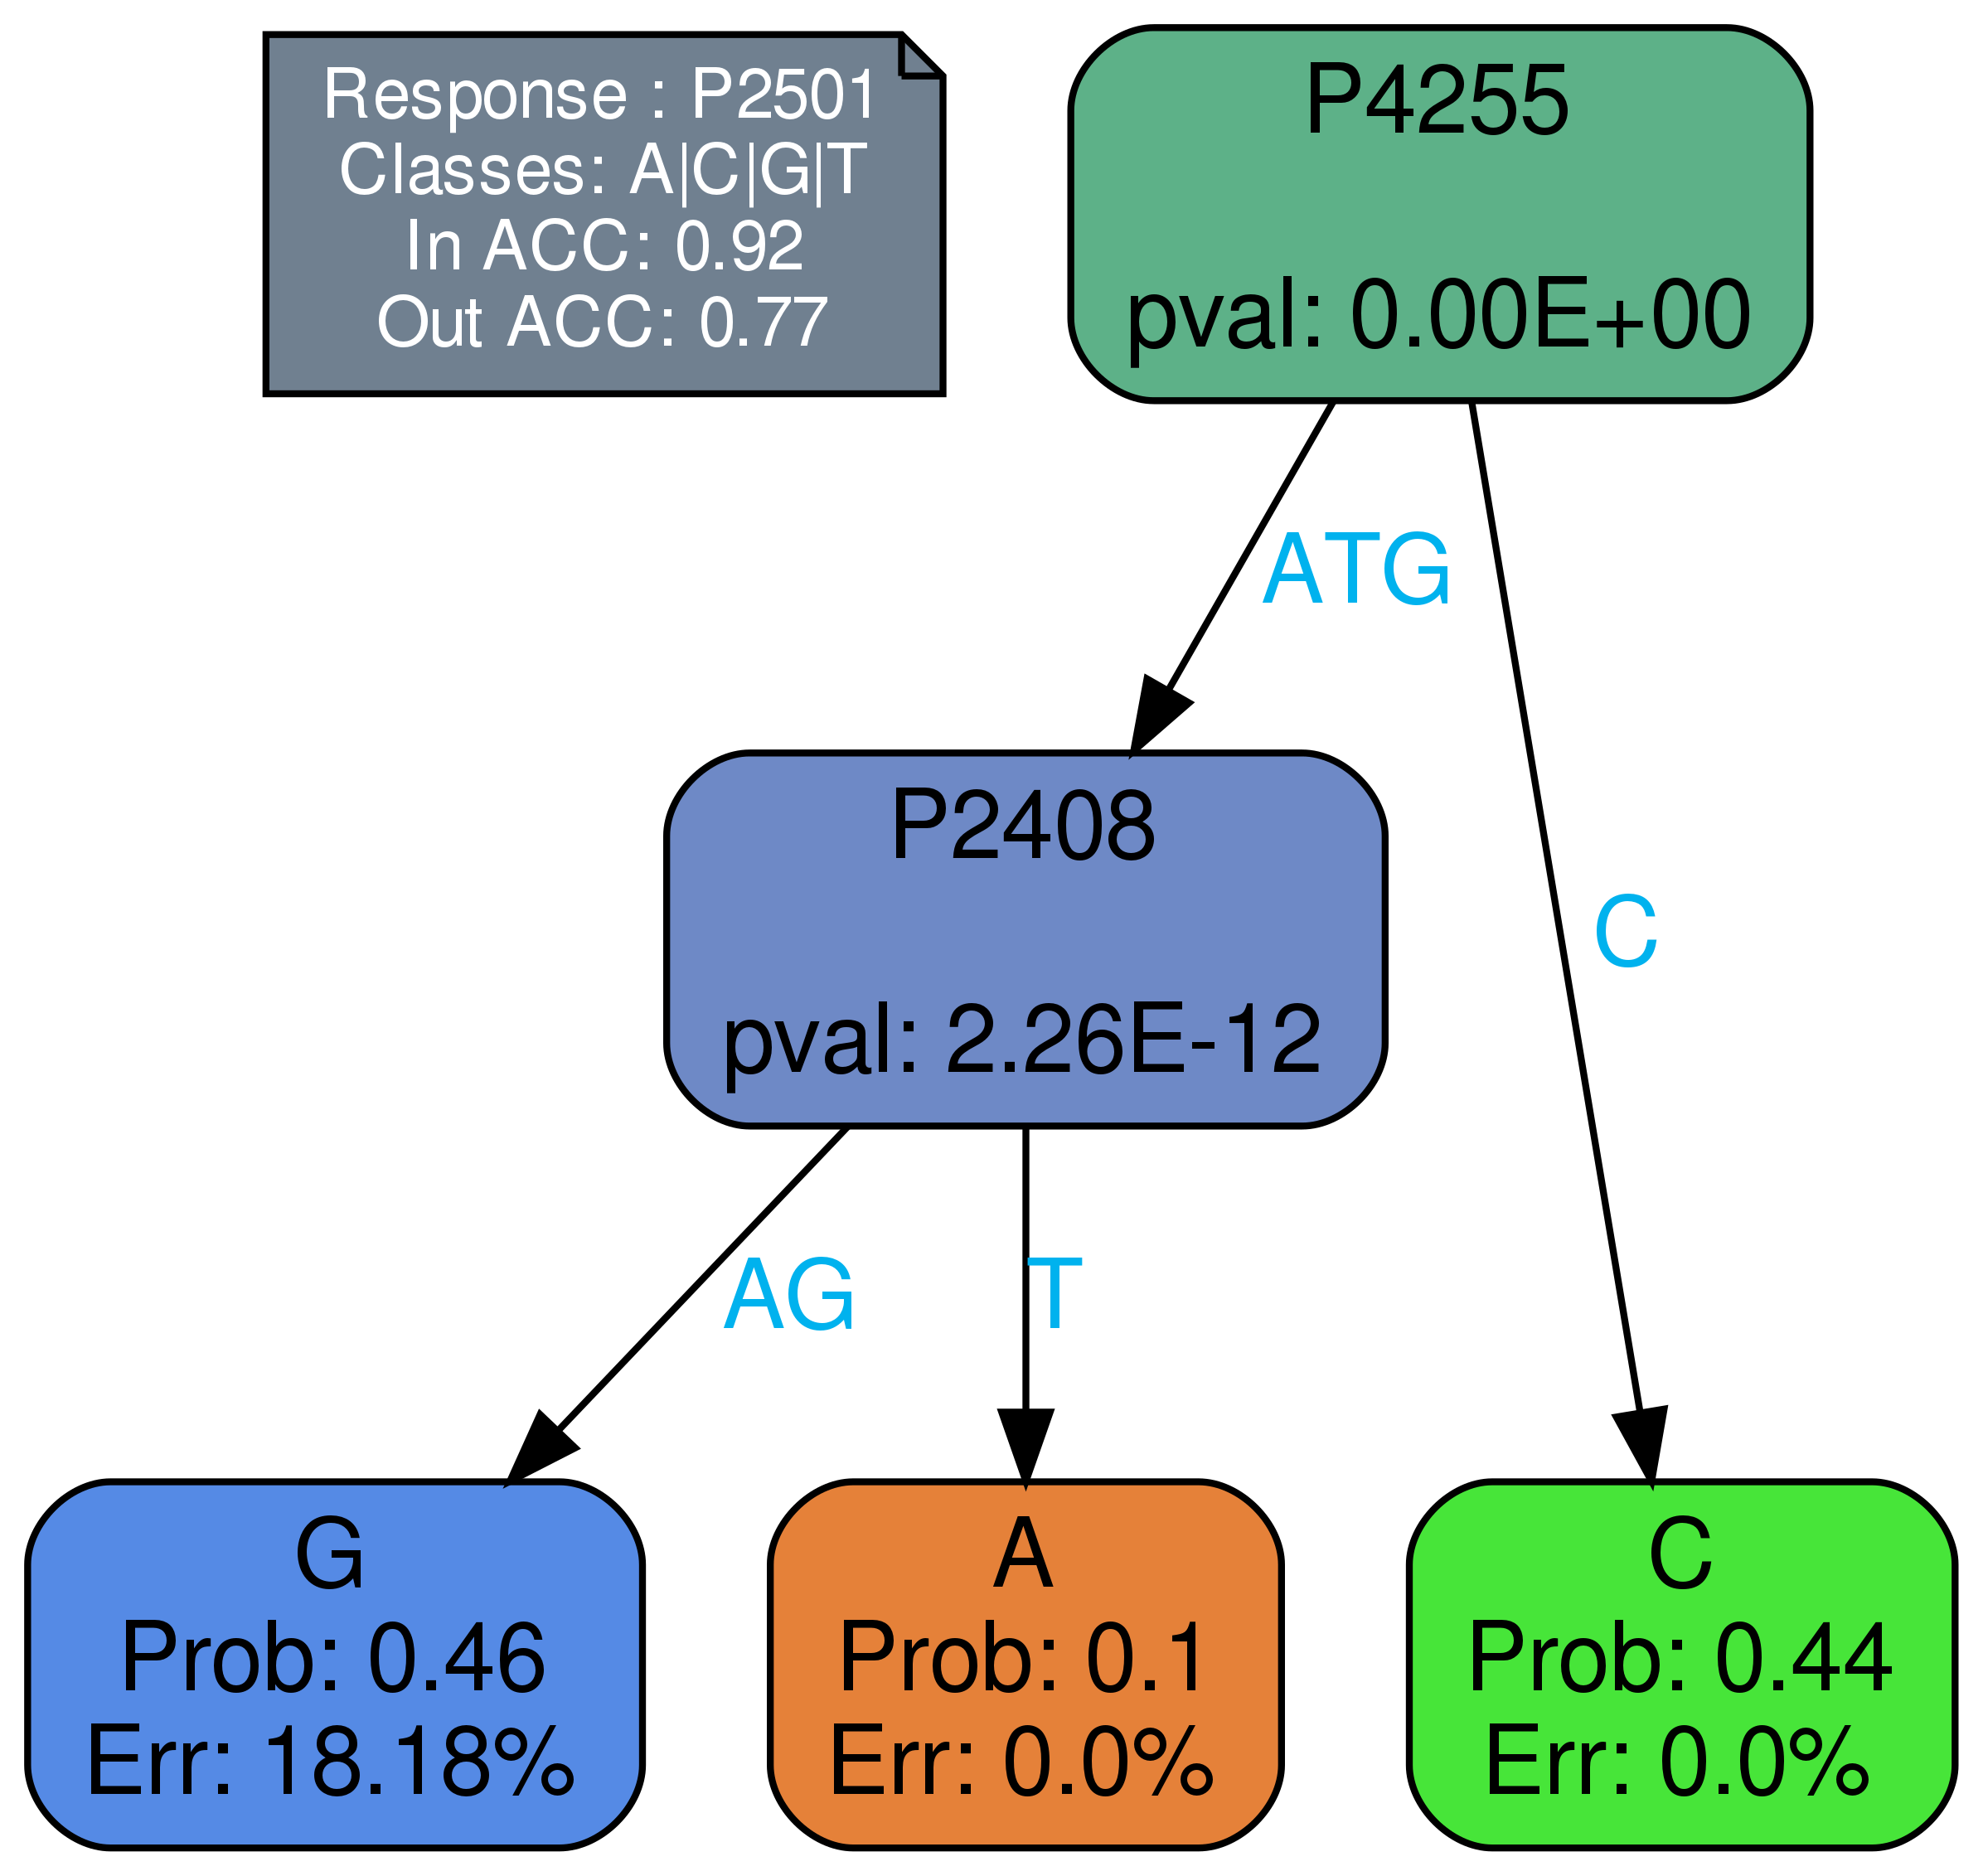 Response : P2501
Classes: A|C|G|T
In ACC: 0.92
Out ACC: 0.77
P4255
pval: 0.00E+00
ATG
C
P2408
pval: 2.26E-12
AG
T
G
Prob: 0.46
Err: 18.18%
A
Prob: 0.1
Err: 0.0%
C
Prob: 0.44
Err: 0.0%